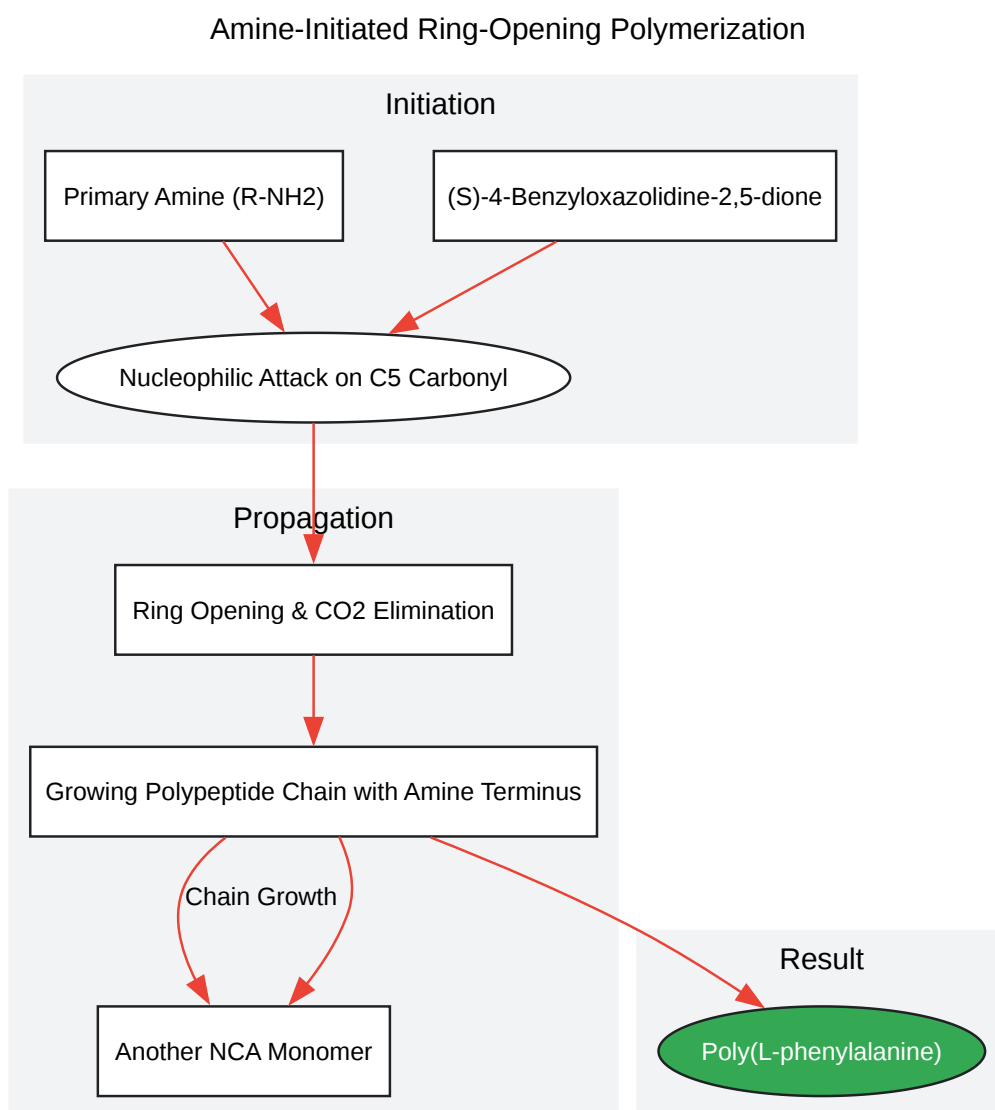 Amine-Initiated Ring-Opening Polymerization
Initiation
Primary Amine (R-NH2)
(S)-4-Benzyloxazolidine-2,5-dione
Nucleophilic Attack on C5 Carbonyl
Propagation
Ring Opening & CO2 Elimination
Growing Polypeptide Chain with Amine Terminus
Chain Growth
Another NCA Monomer
Result
Poly(L-phenylalanine)